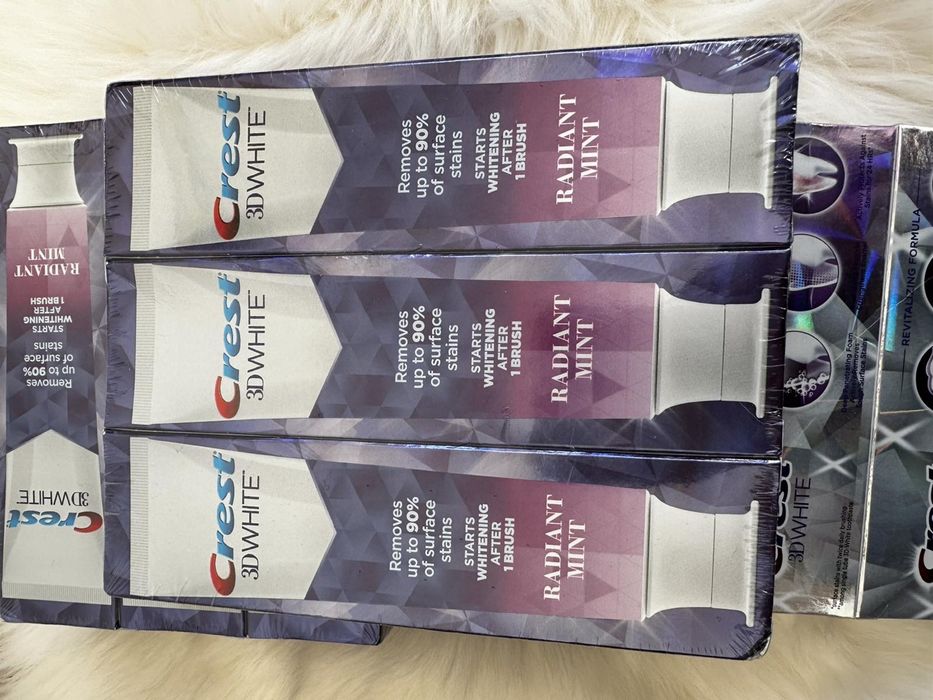 Crest
3DWHITE
Removes
up to 90%
of surface
stains
STARTS
WHITENING
AFTER
1 BRUSH
RADIANT
MINT
Crest
3DWHITE
Removes
up to 90%
of surface
stains
STARTS
WHITENING
AFTER
1 BRUSH
RADIANT
MINT
Crest
3DWHITE
Removes
up to 90%
of surface
stains
STARTS
WHITENING
AFTER
1 BRUSH
RADIANT
MINT
Crest
3DWHITE
Removes
up to 90%
of surface
stains
STARTS
WHITENING
AFTER
1 BRUSH
RADIANT
MINT
Crest
3DWHITE
REVITALIZING FORMULA
Crest